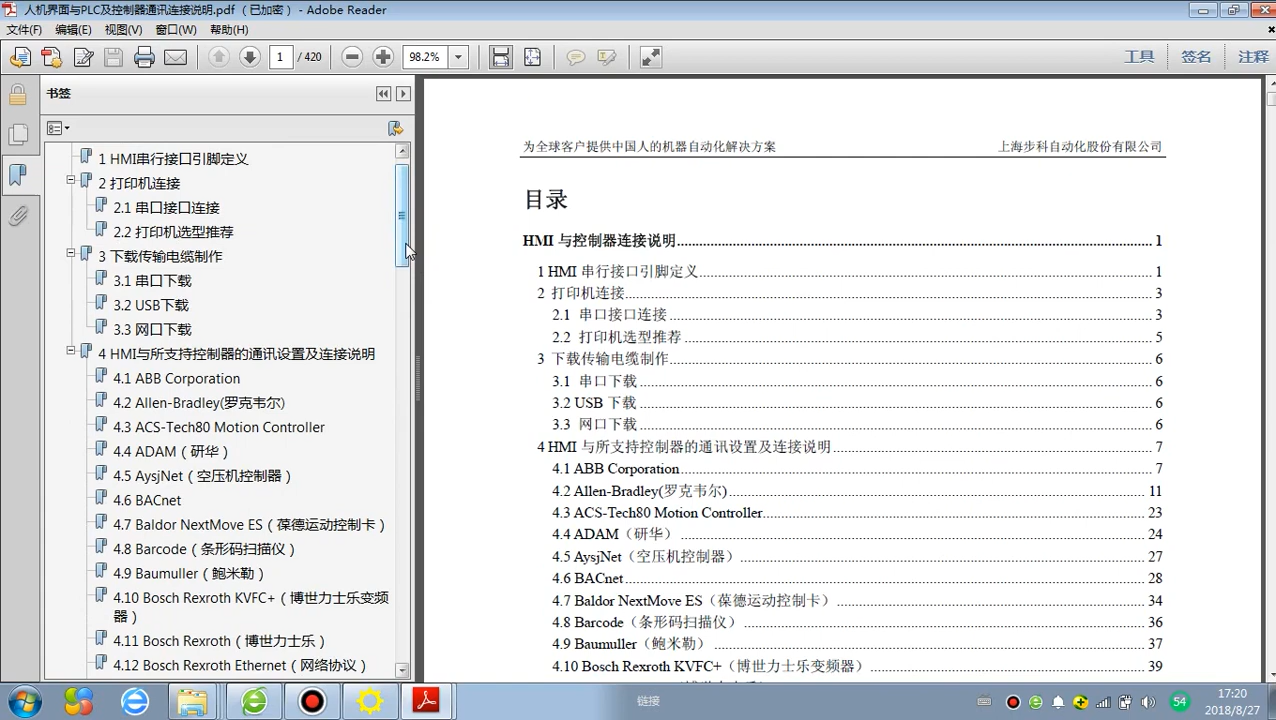 人机界面与PLC及控制器通讯连接说明.pdf （已加密） - Adobe Reader
文件(F) 编辑(E) 视图(V) 窗口(W) 帮助(H)
1 / 420 98.2% 工具 签名 注释
书签
1 HMI串行接口引脚定义
2 打印机连接
2.1 串口接口连接
2.2 打印机选型推荐
3 下载传输电缆制作
3.1 串口下载
3.2 USB下载
3.3 网口下载
4 HMI与所支持控制器的通讯设置及连接说明
4.1 ABB Corporation
4.2 Allen-Bradley(罗克韦尔)
4.3 ACS-Tech80 Motion Controller
4.4 ADAM（研华）
4.5 AysjNet（空压机控制器）
4.6 BACnet
4.7 Baldor NextMove ES（葆德运动控制卡）
4.8 Barcode（条形码扫描仪）
4.9 Baumuller（鲍米勒）
4.10 Bosch Rexroth KVFC+（博世力士乐变频
器）
4.11 Bosch Rexroth（博世力士乐）
4.12 Bosch Rexroth Ethernet（网络协议）
为全球客户提供中国人的机器自动化解决方案 上海步科自动化股份有限公司
目录
HMI 与控制器连接说明 1
1 HMI 串行接口引脚定义 1
2 打印机连接 3
2.1 串口接口连接 3
2.2 打印机选型推荐 5
3 下载传输电缆制作 6
3.1 串口下载 6
3.2 USB 下载 6
3.3 网口下载 6
4 HMI 与所支持控制器的通讯设置及连接说明 7
4.1 ABB Corporation 7
4.2 Allen-Bradley(罗克韦尔) 11
4.3 ACS-Tech80 Motion Controller 23
4.4 ADAM（研华） 24
4.5 AysjNet（空压机控制器） 27
4.6 BACnet 28
4.7 Baldor NextMove ES（葆德运动控制卡） 34
4.8 Barcode（条形码扫描仪） 36
4.9 Baumuller（鲍米勒） 37
4.10 Bosch Rexroth KVFC+（博世力士乐变频器） 39
链接
54
17:20
2018/8/27